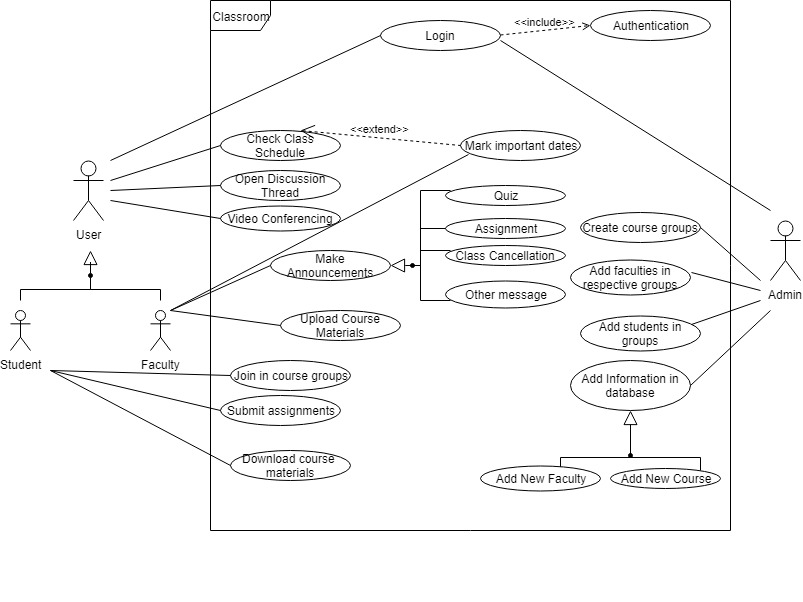 Classroom
Login
<<include>>
Authentication
<<extend>>
Check Class
Schedule
Mark important dates
Open Discussion
Thread
Video Conferencing
User
Quiz
Assignment
Class Cancellation
Other message
Make
Announcements
Create course groups
Add faculties in
respective groups
Admin
Upload Course
Materials
Add students in
groups
Student
Faculty
Join in course groups
Add Information in
database
Submit assignments
Download course
materials
Add New Faculty
Add New Course